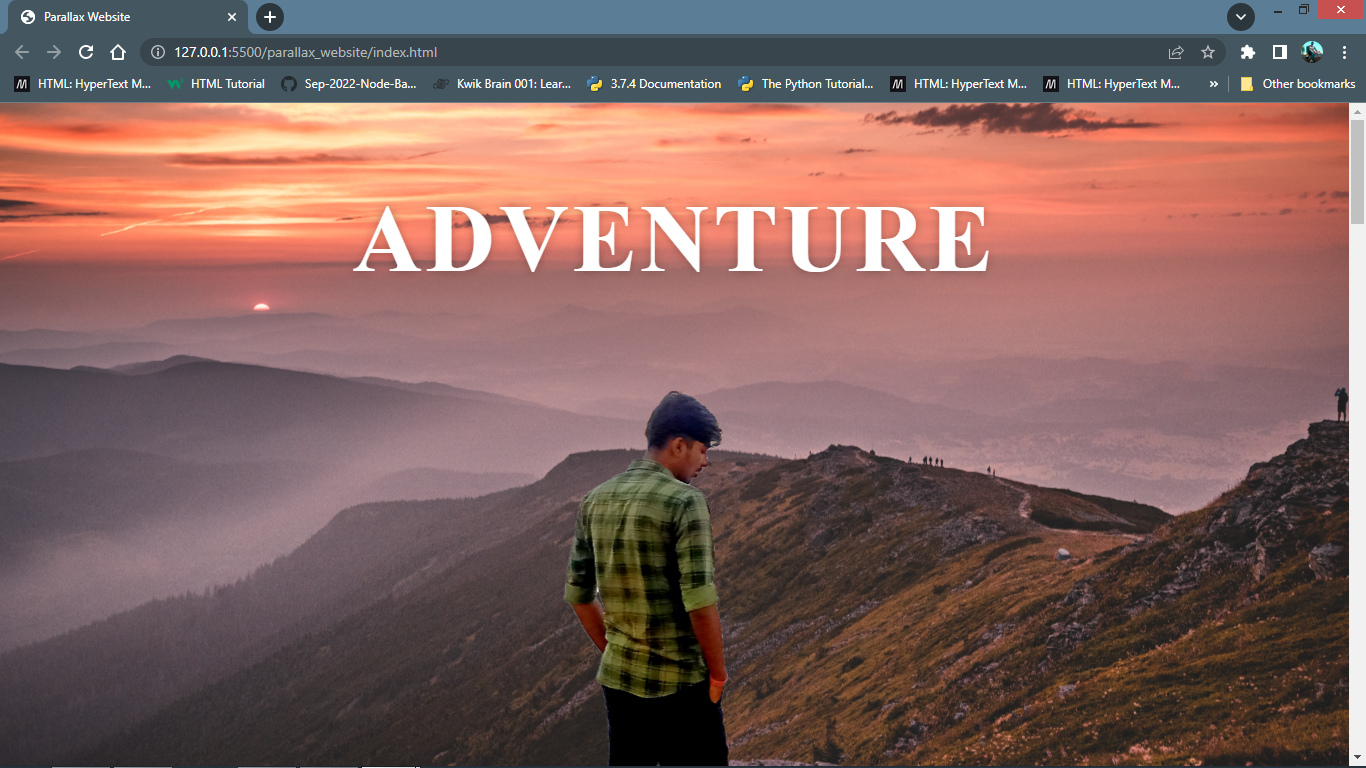 Parallax Website
127.0.0.1:5500/parallax_website/index.html
HTML: HyperText M... HTML Tutorial Sep-2022-Node-Ba... Kwik Brain 001: Lear... 3.7.4 Documentation The Python Tutorial... HTML: HyperText M... HTML: HyperText M... » Other bookmarks
ADVENTURE